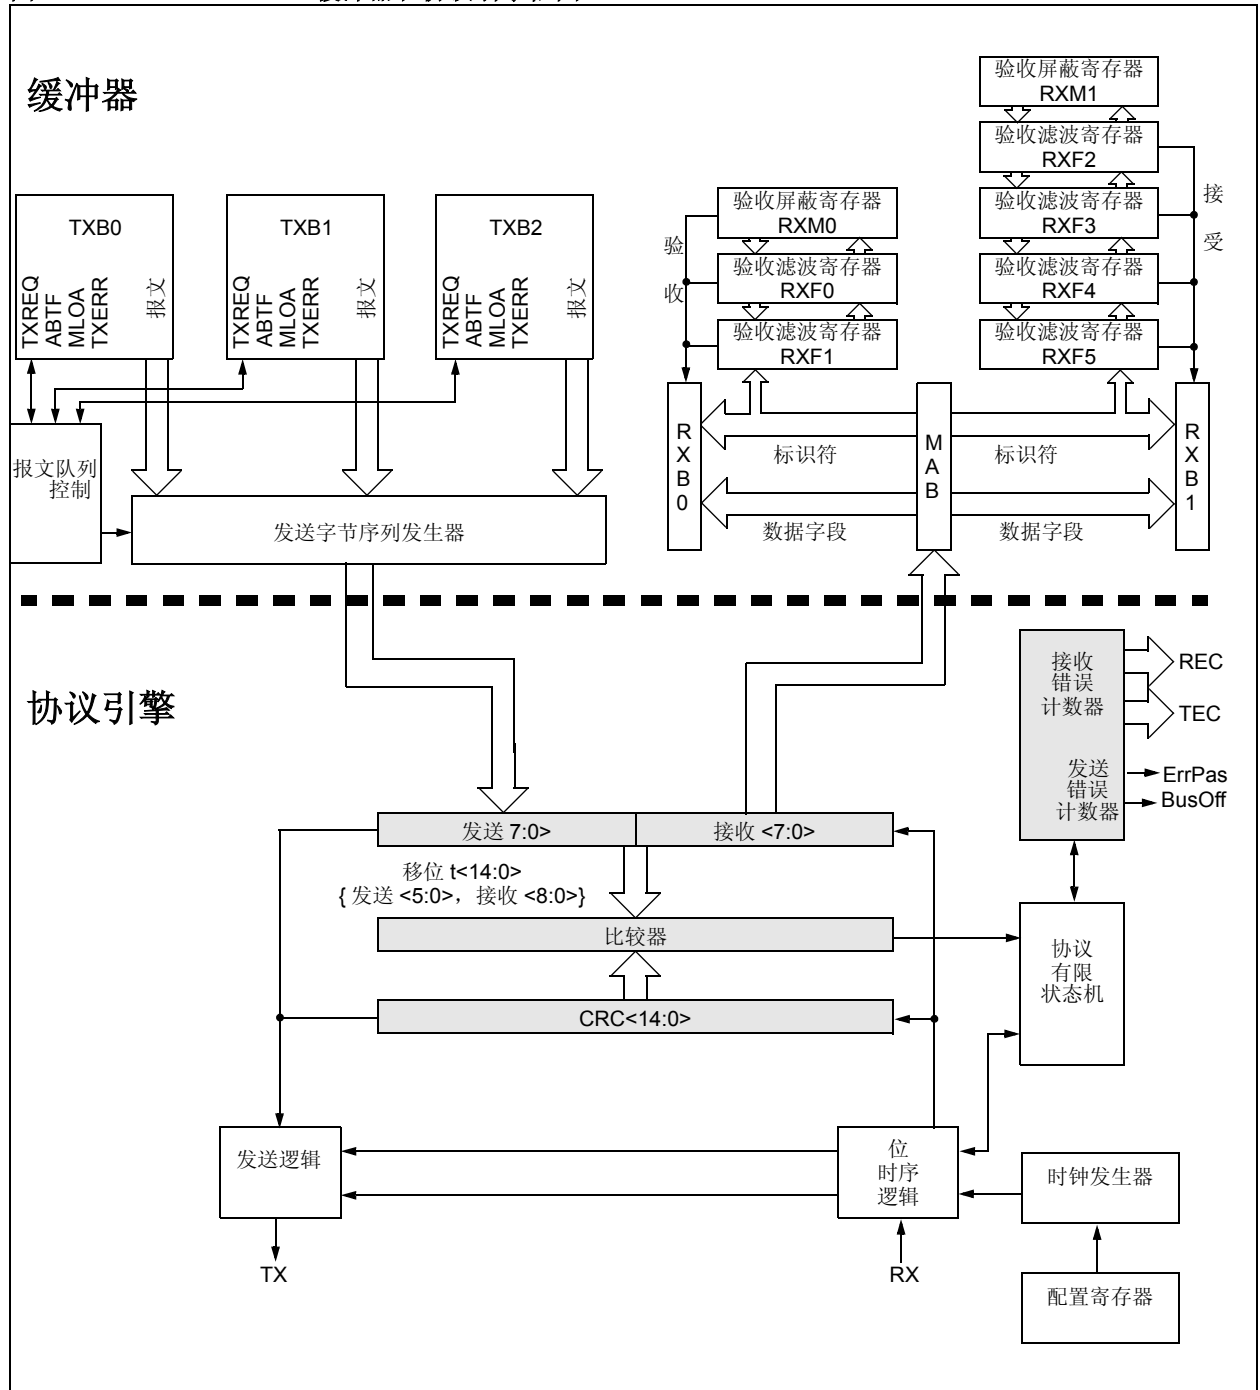 缓冲器
验收屏蔽寄存器
RXM1
验收滤波寄存器
RXF2
验收滤波寄存器
RXF3
验收滤波寄存器
RXF4
验收滤波寄存器
RXF5
接
受
验收屏蔽寄存器
RXM0
验收滤波寄存器
RXF0
验收滤波寄存器
RXF1
验
收
TXB0
TXREQ
ABTF
MLOA
TXERR
报文
TXB1
TXREQ
ABTF
MLOA
TXERR
报文
TXB2
TXREQ
ABTF
MLOA
TXERR
报文
报文队列
控制
发送字节序列发生器
RXB0
标识符
数据字段
MAB
标识符
数据字段
RXB1
协议引擎
接收
错误
计数器
REC
TEC
发送
错误
计数器
ErrPas
BusOff
发送 7:0>
接收 <7:0>
移位 t<14:0>
{ 发送 <5:0>，接收 <8:0>}
比较器
CRC<14:0>
协议
有限
状态机
发送逻辑
位
时序
逻辑
时钟发生器
配置寄存器
TX
RX